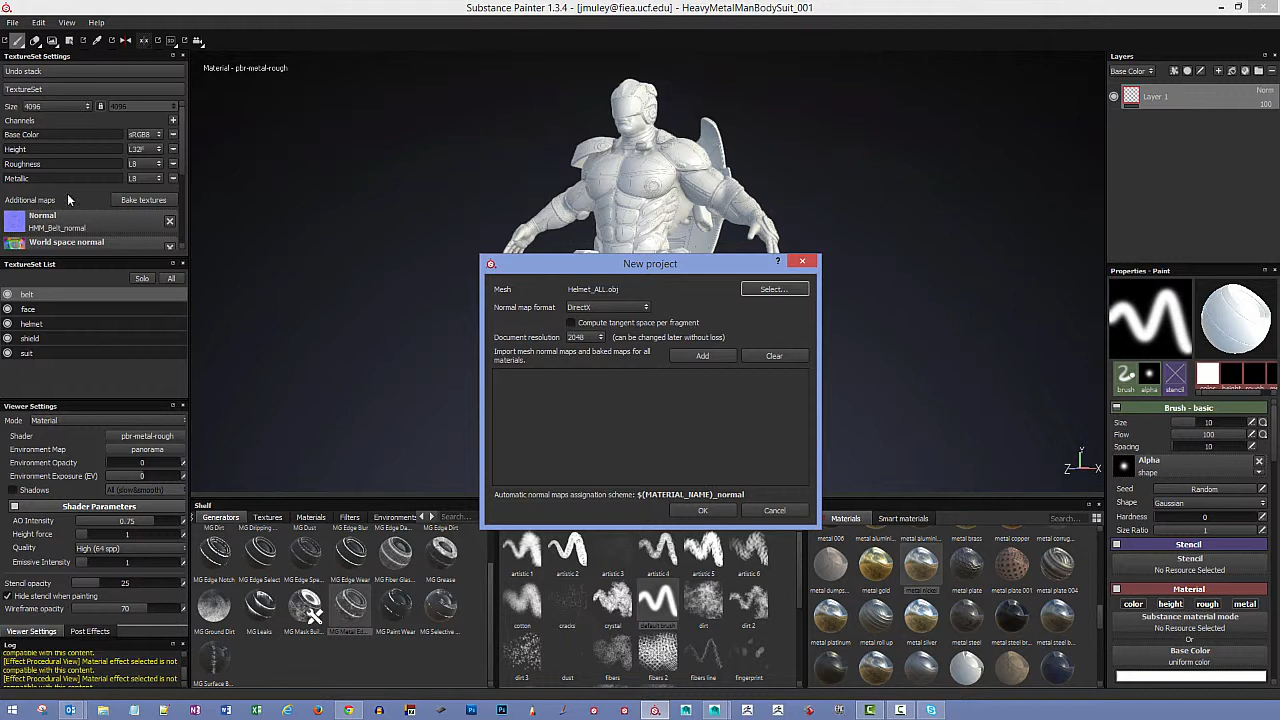 Substance Painter 1.3.4 - [jmuley@fiea.ucf.edu] - HeavyMetalManBodySuit_001
File Edit View Help
TextureSet Settings
Undo stack
TextureSet
Size 4096 4096
Channels
Base Color sRGB8
Height L32F
Roughness L8
Metallic L8
Additional maps Bake textures
Normal
HMM_Belt_normal
World space normal
TextureSet List
Solo All
belt
face
helmet
shield
suit
Viewer Settings
Mode Material
Shader pbr-metal-rough
Environment Map panorama
Environment Opacity 0
Environment Exposure (EV) 0
Shadows All (slow&smooth)
Shader Parameters
AO Intensity 0.75
Height force 1
Quality High (64 spp)
Emissive Intensity 1
Stencil opacity 25
Hide stencil when painting
Wireframe opacity 70
Viewer Settings Post Effects
Log
compatible with this content.
[Effect Procedural View] Material effect selected is not
compatible with this content.
[Effect Procedural View] Material effect selected is not
Material - pbr-metal-rough
New project
?
Mesh Helmet_ALL.obj Select...
Normal map format DirectX
Compute tangent space per fragment
Document resolution 2048 (can be changed later without loss)
Import mesh normal maps and baked maps for all
materials. Add Clear
Automatic normal maps assignation scheme: $(MATERIAL_NAME)_normal
OK Cancel
Y
Z X
Shelf
Generators Textures Materials Filters Environments Search...
MG Dirt MG Dripping... MG Dust MG Edge Da... MG Edge Dirt
MG Edge Notch MG Edge Select MG Edge Spe... MG Edge Wear MG Fiber Glas... MG Grease
MG Ground Dirt MG Leaks MG Mask Buil... MG Metal Ed... MG Paint Wear MG Selective ...
MG Surface B...
artistic 1 artistic 2 artistic 3 artistic 4 artistic 5 artistic 6
cotton cracks crystal default brush dirt dirt 2
dirt 3 dust fibers fibers 2 fibers line fingerprint
Materials Smart materials Search...
metal 006 metal alumini... metal alumini... metal brass metal copper metal corrug...
metal dumps... metal gold metal nickel metal plate metal plate 001 metal plate 004
metal platinum metal roll up metal silver metal steel metal steel br... metal steel b...
Layers
Base Color
Layer 1 Norm
100
Properties - Paint
brush alpha stencil color height rough
Brush - basic
Size 10
Flow 100
Spacing 10
Alpha
shape
Seed Random
Shape Gaussian
Hardness 0
Size Ratio 1
Stencil
Stencil
No Resource Selected
Material
color height rough metal
Substance material mode
No Resource Selected
Or
Base Color
uniform color